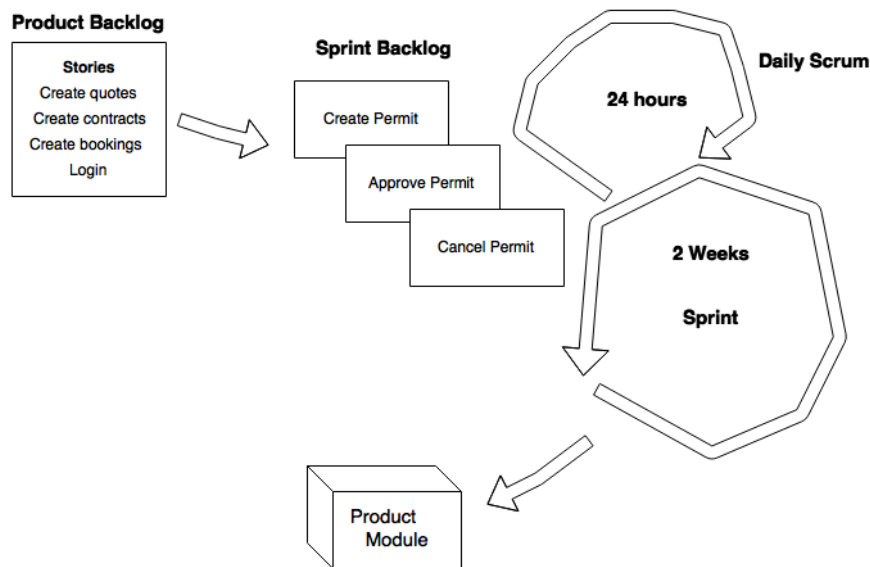 Product Backlog
Stories
Create quotes
Create contracts
Create bookings
Login
Sprint Backlog
Create Permit
Approve Permit
Cancel Permit
Daily Scrum
24 hours
2 Weeks
Sprint
Product
Module